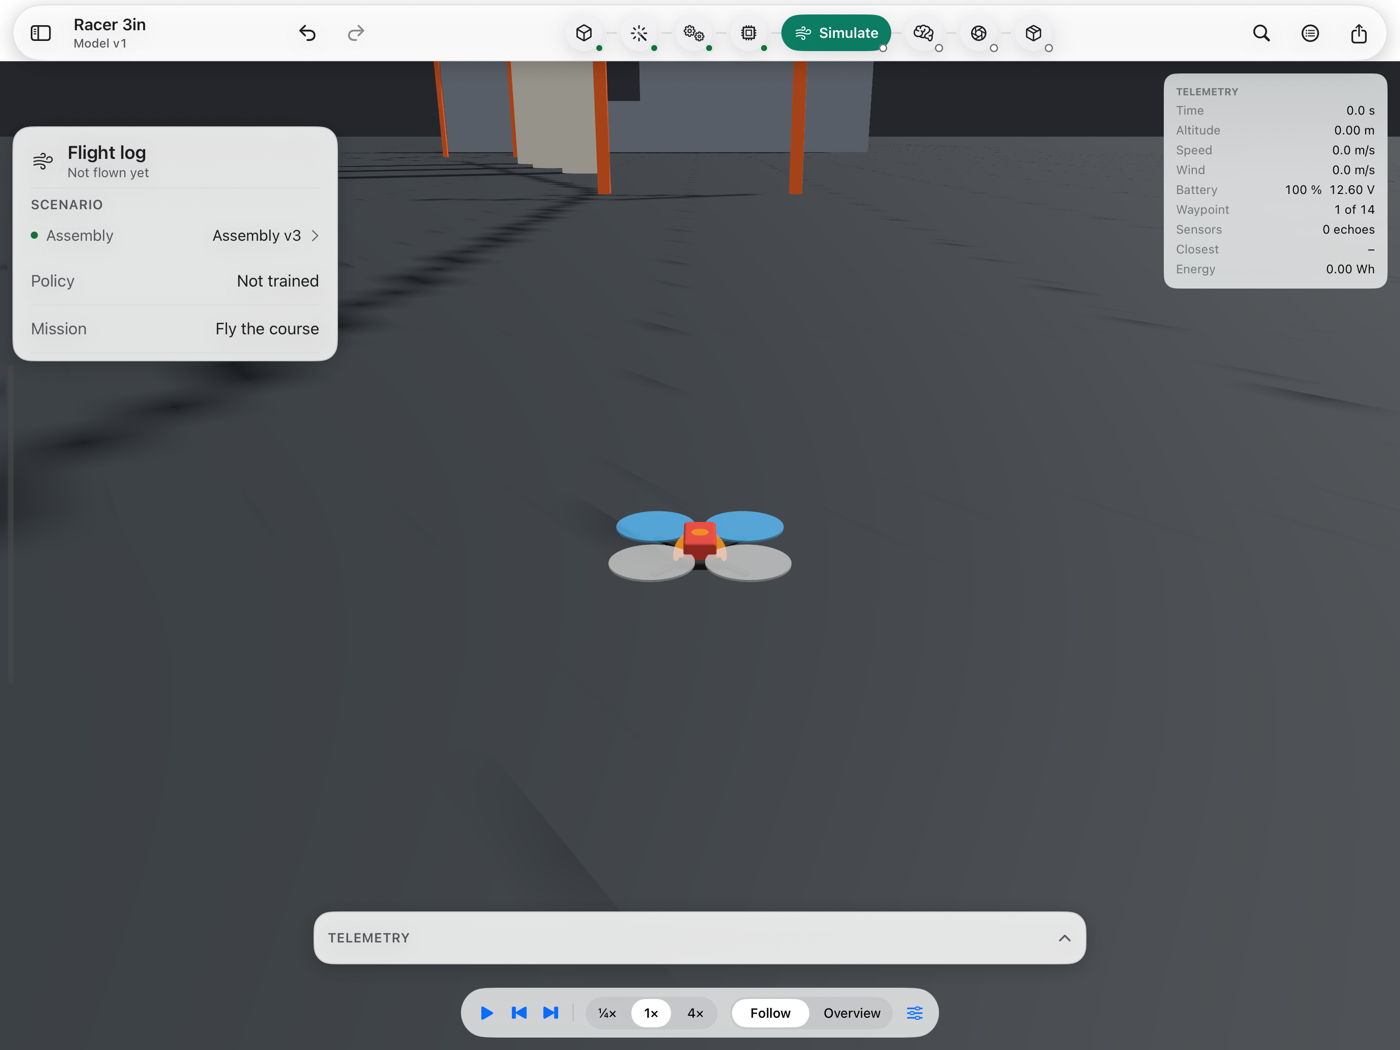 Racer 3in
Model v1
Simulate
Flight log
Not flown yet
SCENARIO
Assembly Assembly v3
Policy Not trained
Mission Fly the course
TELEMETRY
Time 0.0 s
Altitude 0.00 m
Speed 0.0 m/s
Wind 0.0 m/s
Battery 100 % 12.60 V
Waypoint 1 of 14
Sensors 0 echoes
Closest –
Energy 0.00 Wh
TELEMETRY
¼× 1× 4× Follow Overview